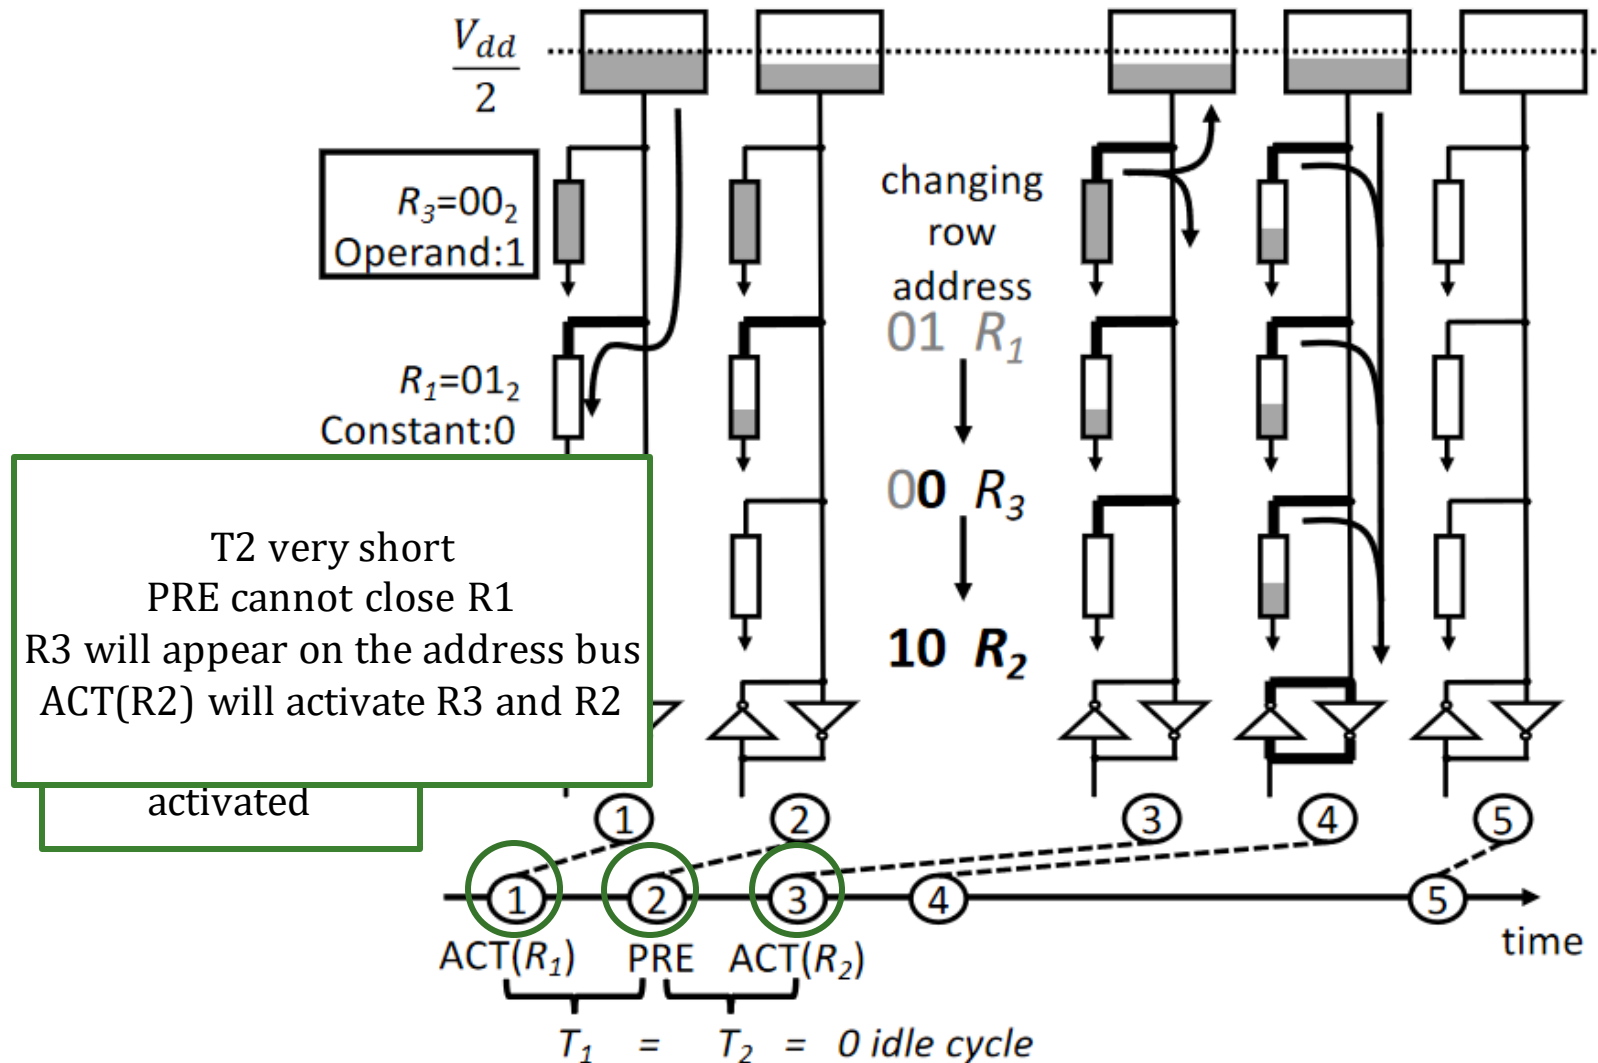 Vdd
2
R3=002
Operand:1
changing
row
address
01 R1
R1=012
Constant:0
00 R3
T2 very short
PRE cannot close R1
R3 will appear on the address bus
ACT(R2) will activate R3 and R2
10 R2
activated
1 2 3 4 5
1 2 3 4 5
time
ACT(R1) PRE ACT(R2)
T1 = T2 = 0 idle cycle